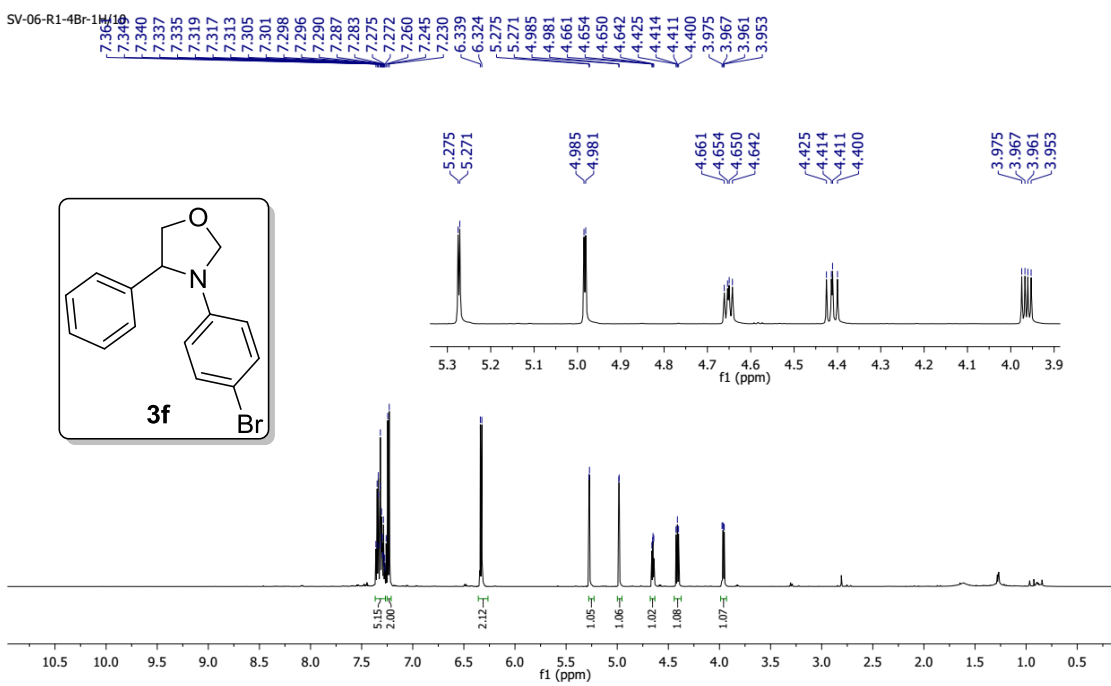 SV-06-R1-4Br-1H/10
7.364 7.349 7.340 7.337 7.335 7.319 7.317 7.313 7.305 7.301 7.298 7.296 7.290 7.287 7.283 7.275 7.272 7.260 7.245 7.230 6.339 6.324 5.275 5.271 4.985 4.981 4.661 4.654 4.650 4.642 4.425 4.414 4.411 4.400 3.975 3.967 3.961 3.953
5.275 5.271 4.985 4.981 4.661 4.654 4.650 4.642 4.425 4.414 4.411 4.400 3.975 3.967 3.961 3.953
O
N
3f
Br
5.3 5.2 5.1 5.0 4.9 4.8 4.7 4.6 4.5 4.4 4.3 4.2 4.1 4.0 3.9
f1 (ppm)
5.15 2.00 2.12 1.05 1.06 1.02 1.08 1.07
10.5 10.0 9.5 9.0 8.5 8.0 7.5 7.0 6.5 6.0 5.5 5.0 4.5 4.0 3.5 3.0 2.5 2.0 1.5 1.0 0.5
f1 (ppm)